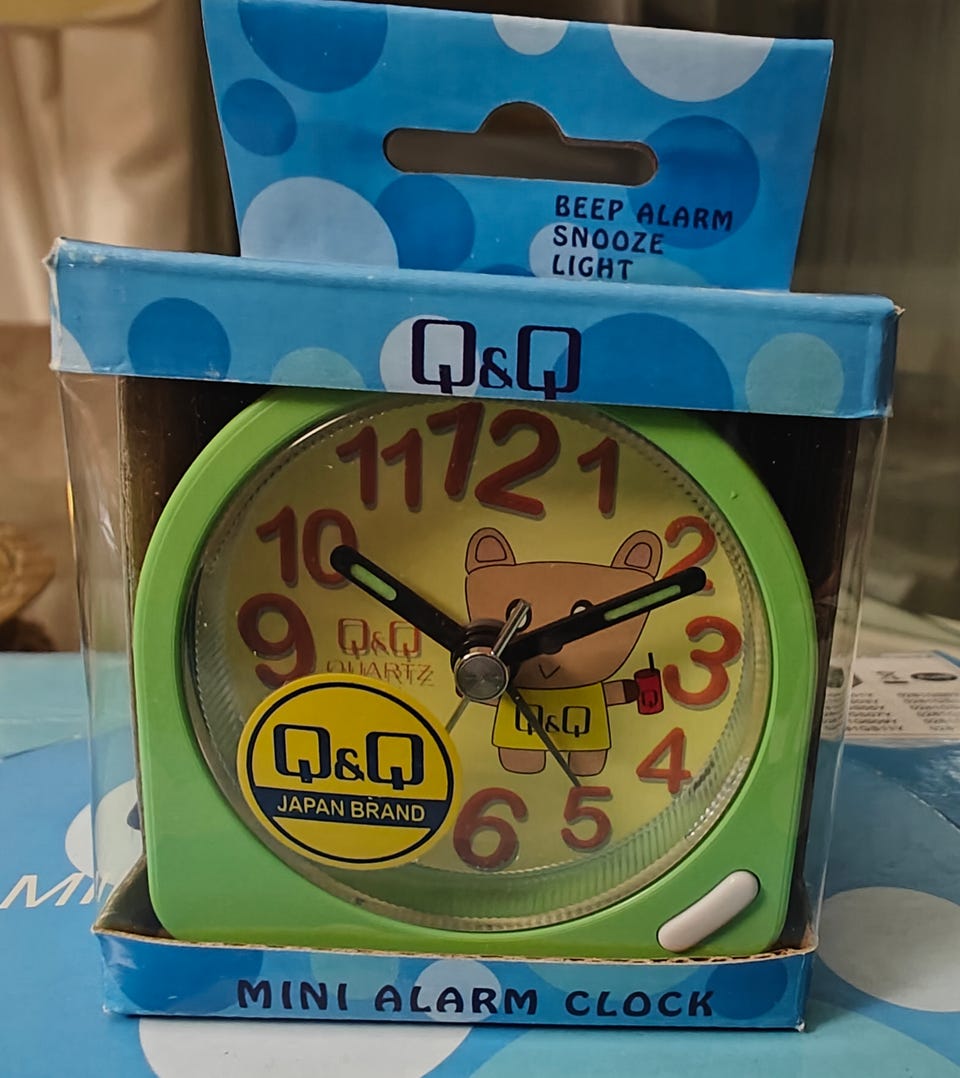 BEEP ALARM
SNOOZE
LIGHT
Q&Q
12
11
1
10
2
9
3
Q&Q
QUARTZ
Q
Q&Q
4
Q&Q
JAPAN BRAND
6
5
MINI ALARM CLOCK